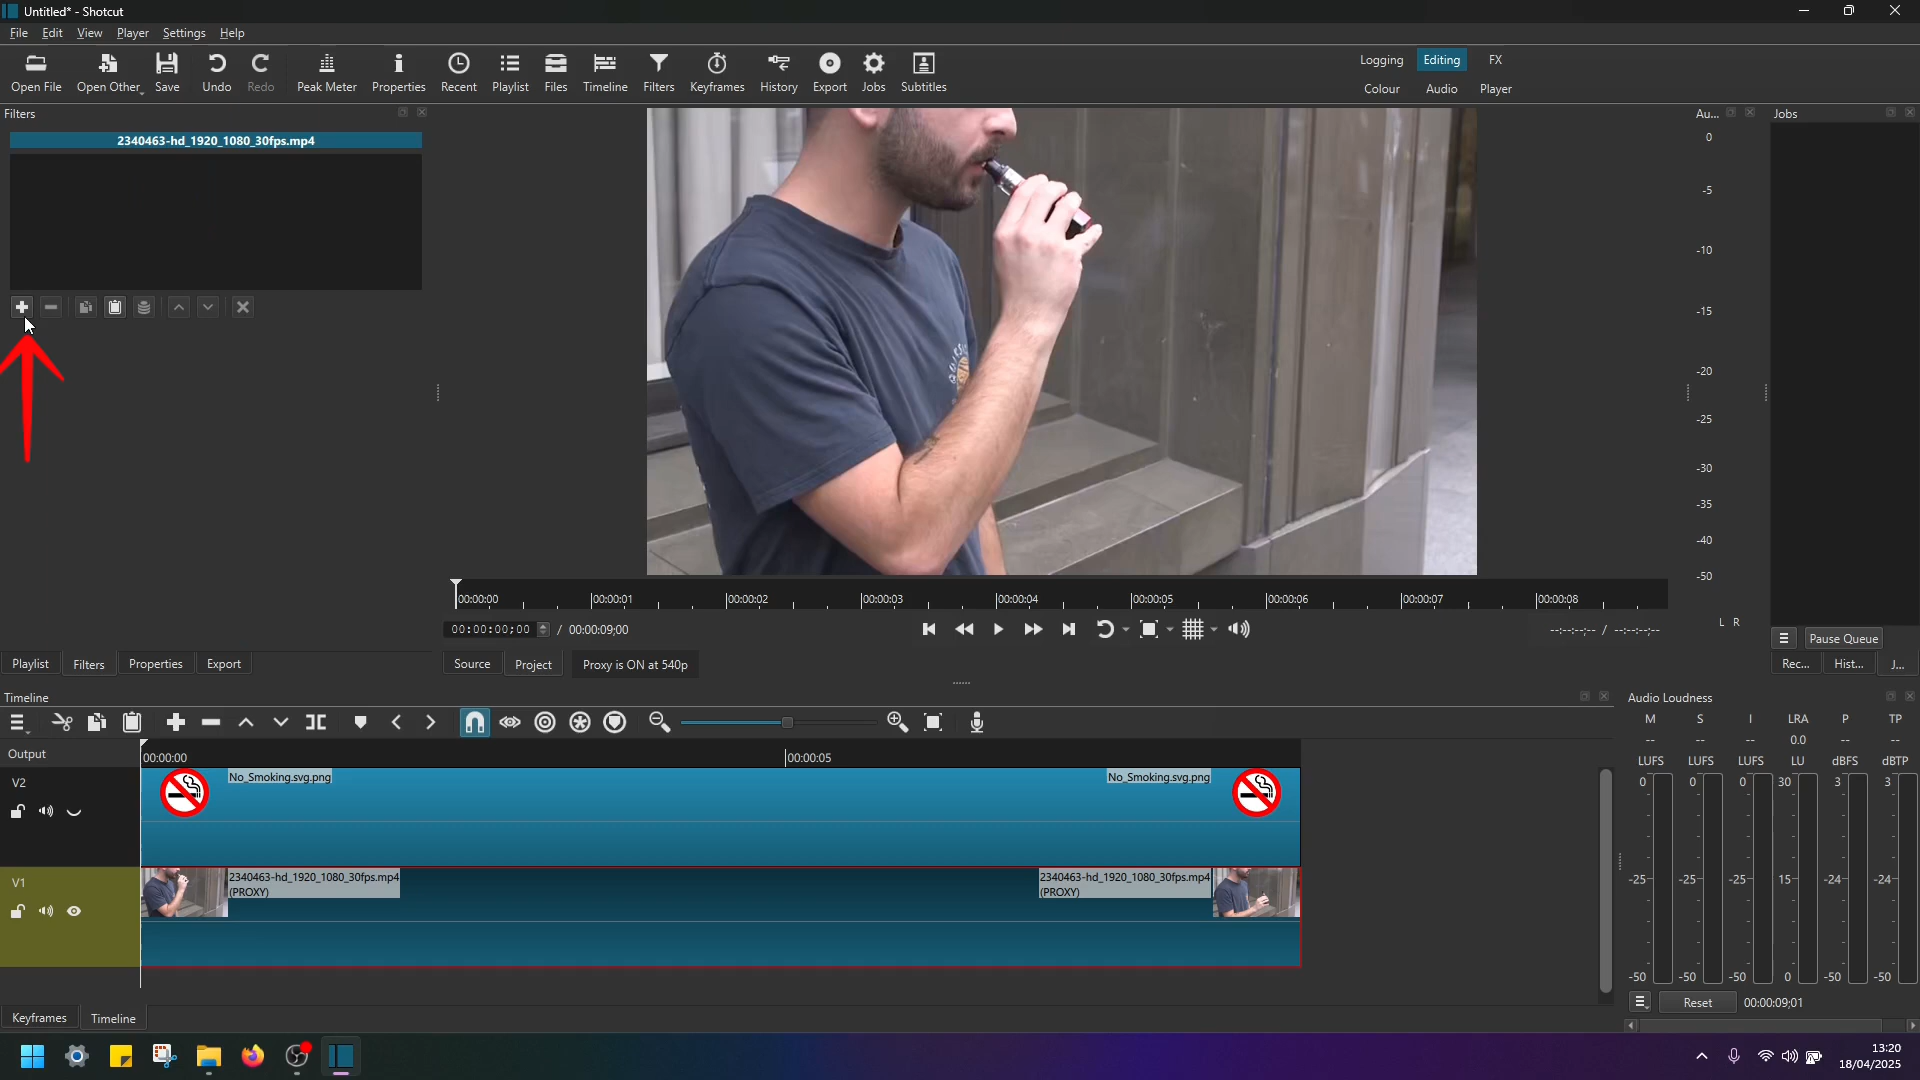 Untitled* - Shotcut
File Edit View Player Settings Help
Open File Open Other Save Undo Redo Peak Meter Properties Recent Playlist Files Timeline Filters Keyframes History Export Jobs Subtitles
Logging Editing FX
Colour Audio Player
Filters
2340463-hd_1920_1080_30fps.mp4
Au...
Jobs
0
-5
-10
-15
-20
-25
-30
-35
-40
-50
L R
00:00:00 00:00:01 00:00:02 00:00:03 00:00:04 00:00:05 00:00:06 00:00:07 00:00:08
00:00:00;00 / 00:00:09;00
--:--:--;-- / --:--:--;--
Pause Queue
Playlist Filters Properties Export
Source Project Proxy is ON at 540p
Rec... Hist... J...
Timeline
Audio Loudness
M S I LRA P TP
-- -- -- 0.0 -- --
LUFS LUFS LUFS LU dBFS dBTP
0 0 0 30 3 3
-25 -25 -25 15 -24 -24
-50 -50 -50 0 -50 -50
Reset 00:00:09;01
Output
00:00:00 00:00:05
V2
No_Smoking.svg.png No_Smoking.svg.png
V1
2340463-hd_1920_1080_30fps.mp4 2340463-hd_1920_1080_30fps.mp4
(PROXY) (PROXY)
Keyframes Timeline
13:20
18/04/2025